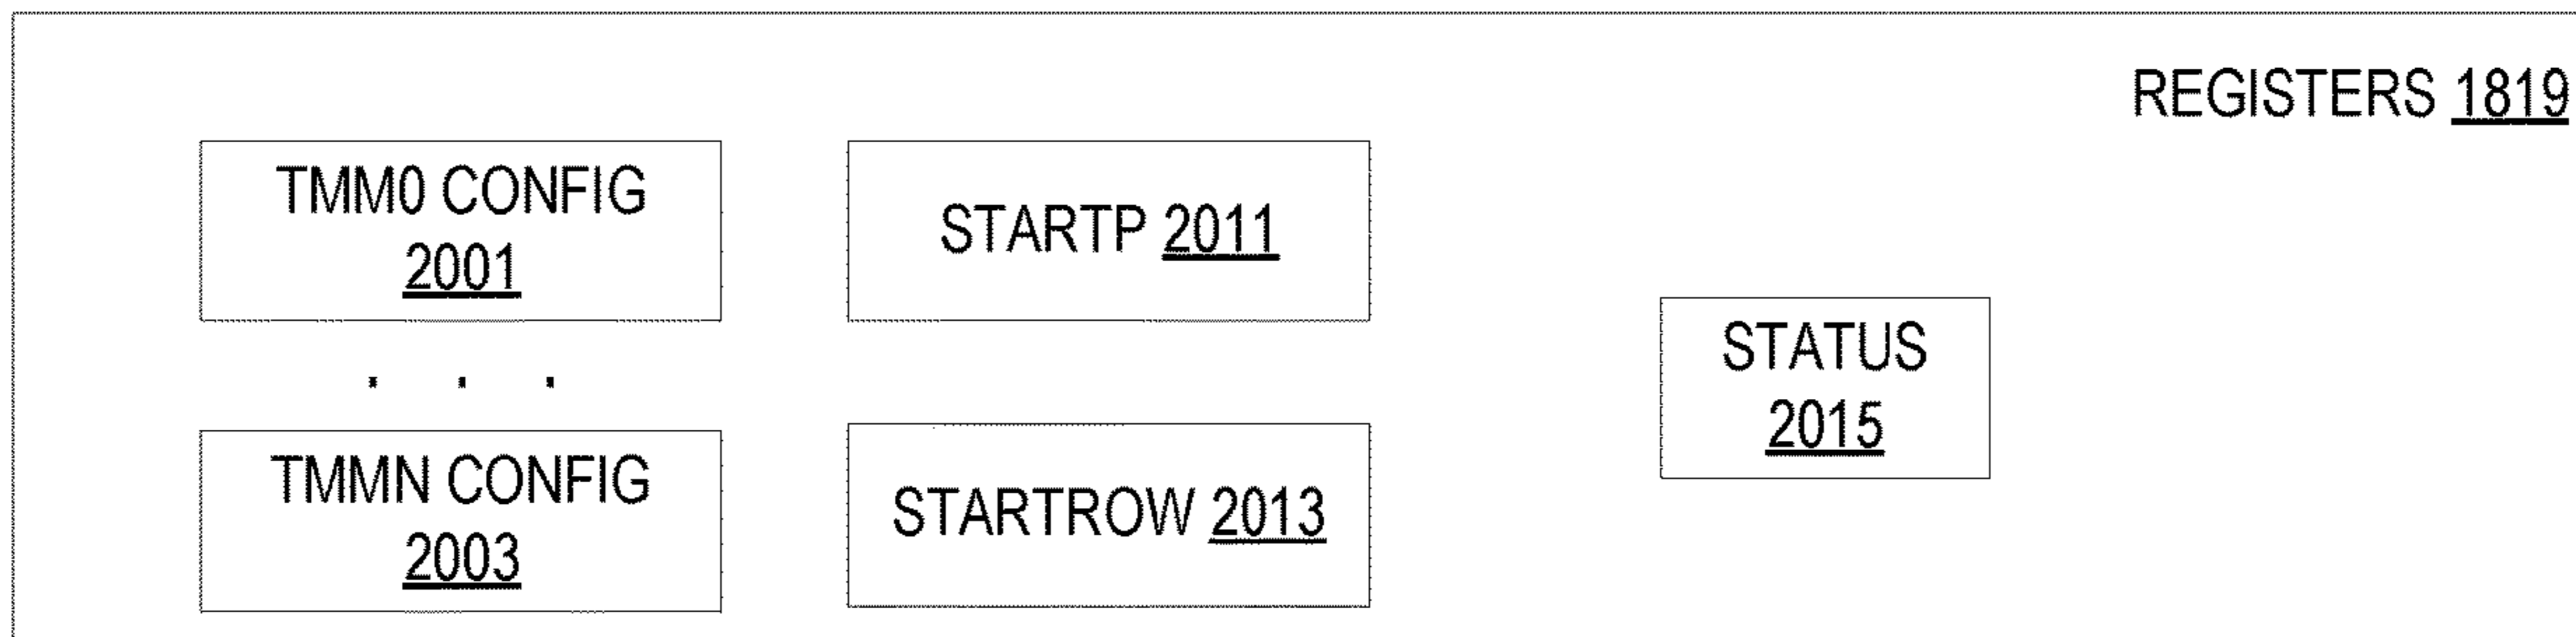 REGISTERS 1819
TMM0 CONFIG
2001
STARTP 2011
STATUS
2015
. . .
TMMN CONFIG
2003
STARTROW 2013